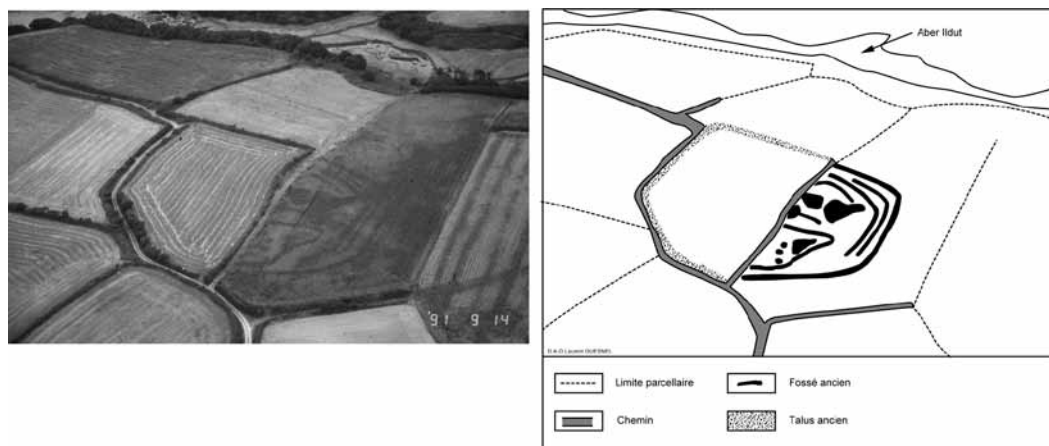 '91 9 14
Aber Ildut
Limite parcellaire
Fossé ancien
Chemin
Talus ancien